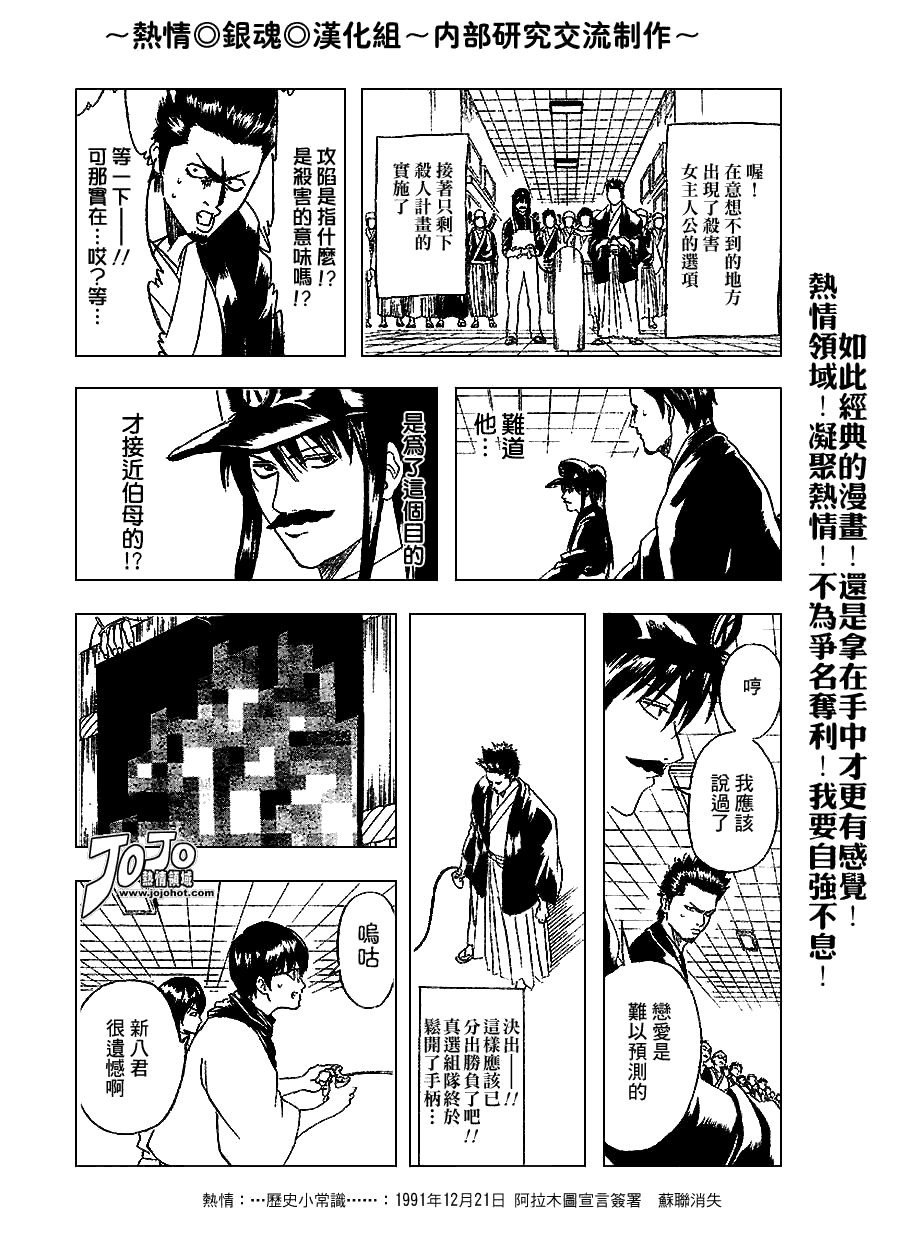 ～熱情◎銀魂◎漢化組～内部研究交流制作～
喔！
在意想不到的地方
出現了殺害
女主人公的選項
接著只剩下
殺人計畫的
實施了
攻陷是指什麼!?
是殺害的意味嗎!?
等一下——!!
可那實在…哎？等…
難道
他…
是為了這個目的
才接近伯母的!?
哼
我應該
說過了
戀愛是
難以預測的
決出——!!
這樣應該已
分出勝負了吧!!
真選組隊終於
鬆開了手柄…
嗚咕
新八君
很遺憾啊
JOJO
熱情領域
www.jojohot.com
如此經典的漫畫！還是拿在手中才更有感覺！
熱情領域！凝聚熱情！不為爭名奪利！我要自強不息！
熱情：…歷史小常識……：1991年12月21日 阿拉木圖宣言簽署　蘇聯消失